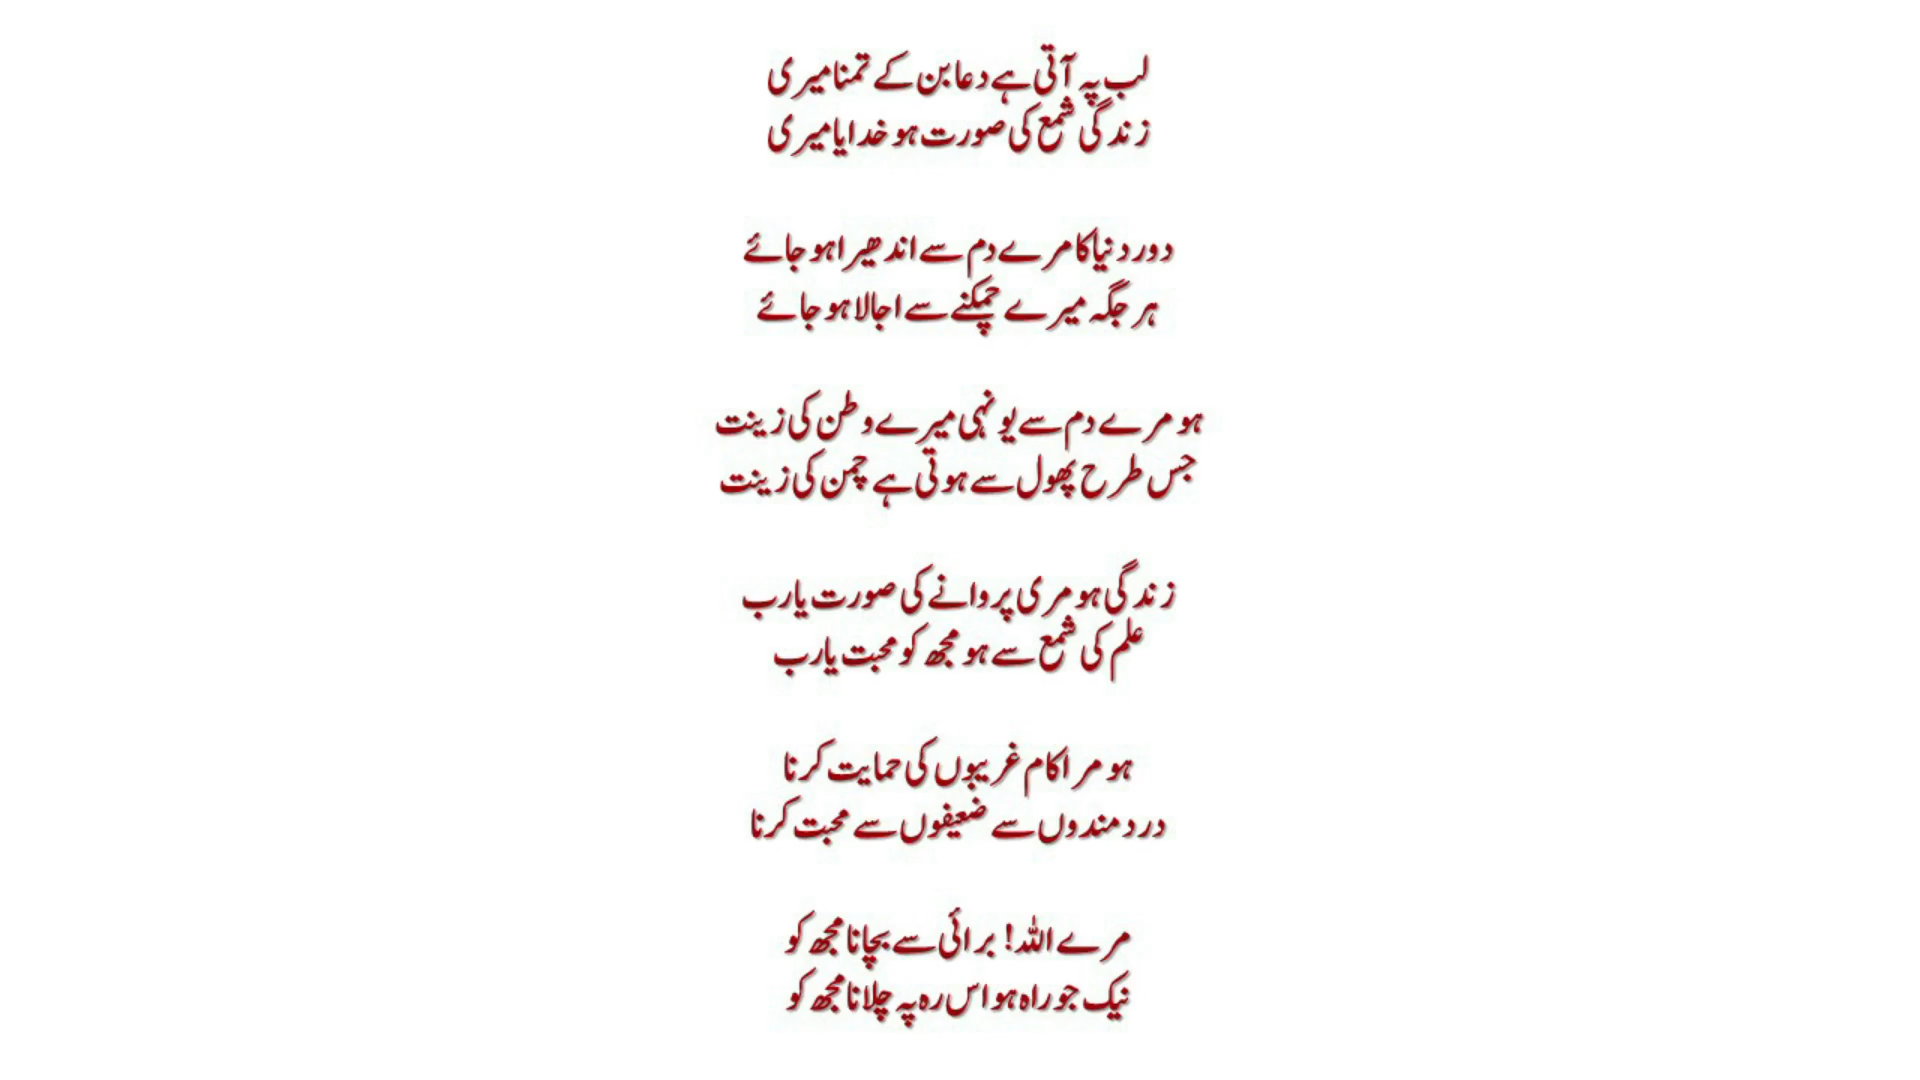 لب پہ آتی ہے دعا بن کے تمنا میری
زندگی شمع کی صورت ہو خدایا میری
دور دنیا کا مرے دم سے اندھیرا ہو جائے
ہر جگہ میرے چمکنے سے اجالا ہو جائے
ہو مرے دم سے یونہی میرے وطن کی زینت
جس طرح پھول سے ہوتی ہے چمن کی زینت
زندگی ہو مری پروانے کی صورت یارب
علم کی شمع سے ہو مجھ کو محبت یارب
ہو مرا کام غریبوں کی حمایت کرنا
دردمندوں سے ضعیفوں سے محبت کرنا
مرے اللہ! برائی سے بچانا مجھ کو
نیک جو راہ ہو اس رہ پہ چلانا مجھ کو